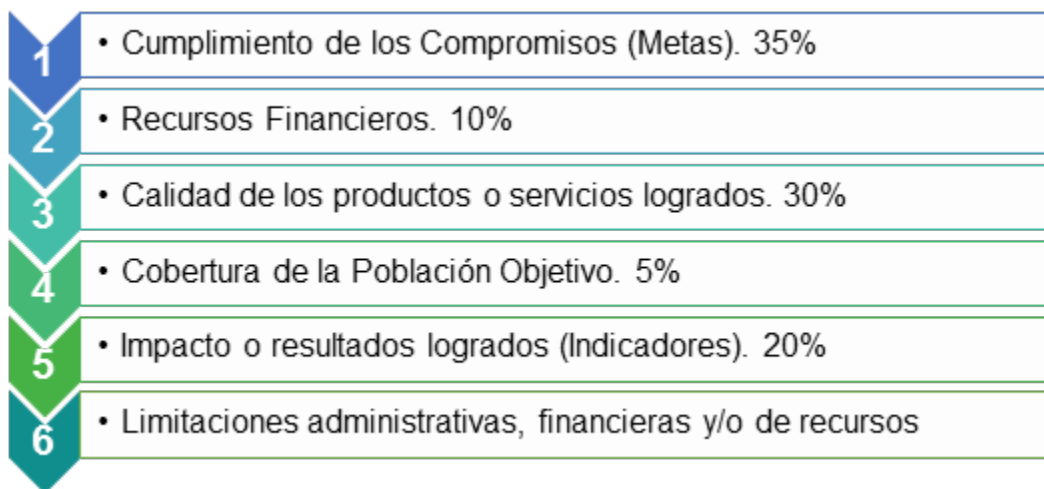 1 • Cumplimiento de los Compromisos (Metas). 35%
2 • Recursos Financieros. 10%
3 • Calidad de los productos o servicios logrados. 30%
4 • Cobertura de la Población Objetivo. 5%
5 • Impacto o resultados logrados (Indicadores). 20%
6 • Limitaciones administrativas, financieras y/o de recursos